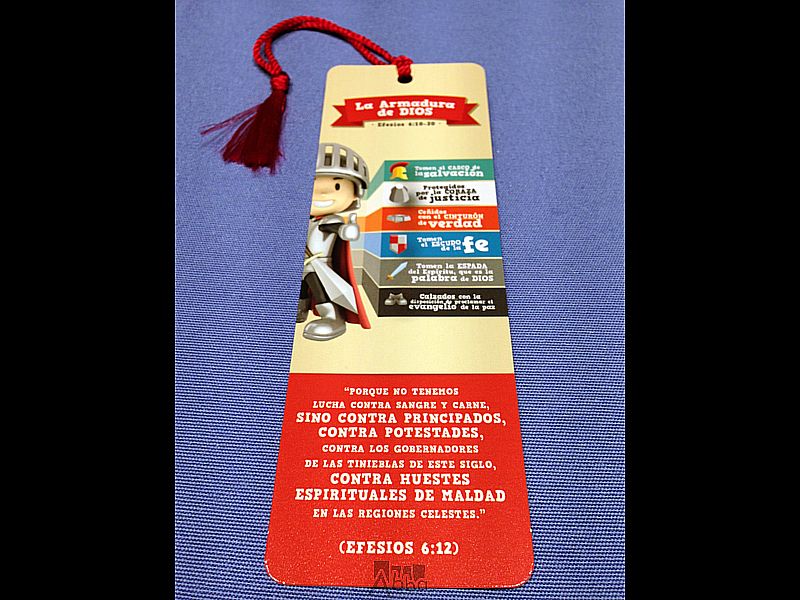 La Armadura
de DIOS
- Efesios 6:10-20 -
Tomen el CASCO de
la salvación
Protegidos
por la CORAZA
de justicia
Ceñidos
con el CINTURÓN
de verdad
Tomen
el ESCUDO
de la fe
Tomen la ESPADA
del Espíritu, que es la
palabra de DIOS
Calzados con la
disposición de proclamar el
evangelio de la paz
“PORQUE NO TENEMOS
LUCHA CONTRA SANGRE Y CARNE,
SINO CONTRA PRINCIPADOS,
CONTRA POTESTADES,
CONTRA LOS GOBERNADORES
DE LAS TINIEBLAS DE ESTE SIGLO,
CONTRA HUESTES
ESPIRITUALES DE MALDAD
EN LAS REGIONES CELESTES.”
(EFESIOS 6:12)
Abba